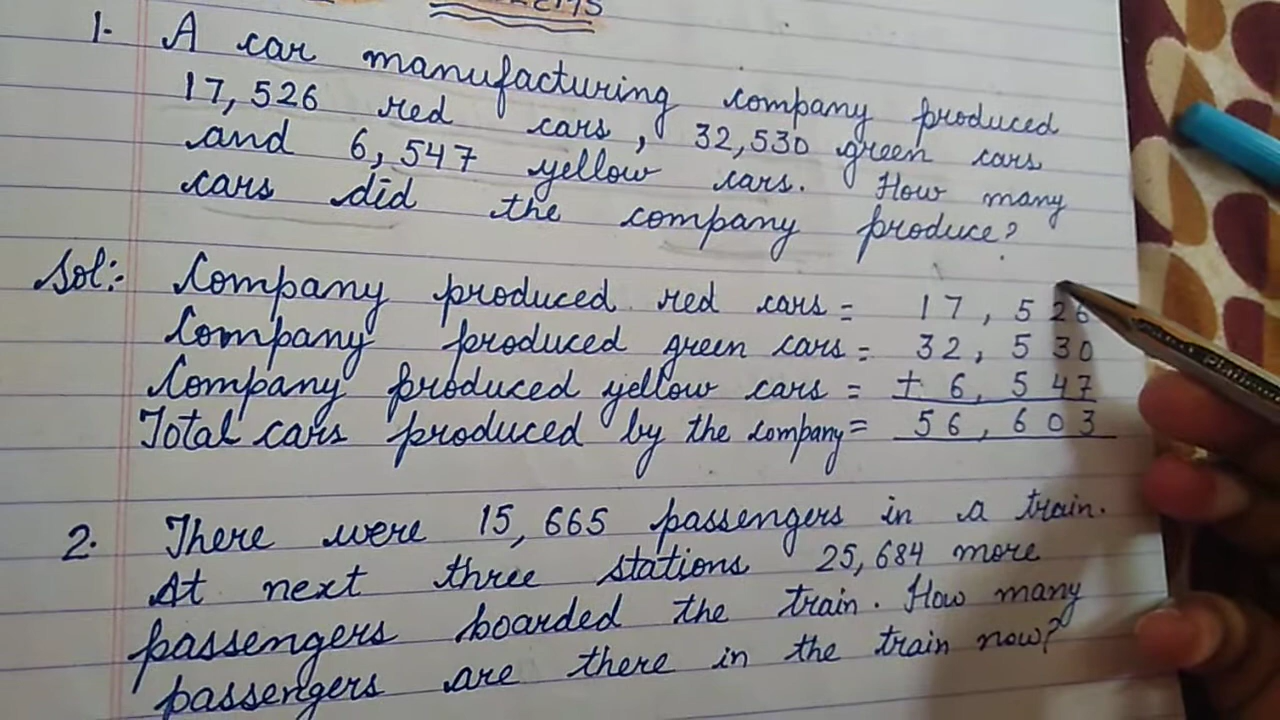 1. A car manufacturing company produced
17,526 red cars, 32,530 green cars
and 6,547 yellow cars. How many
cars did the company produce?
Sol:- Company produced red cars = 17,526
Company produced green cars = 32,530
Company produced yellow cars = + 6,547
Total cars produced by the company = 56,603
2. There were 15,665 passengers in a train.
At next three stations 25,684 more
passengers boarded the train. How many
passengers are there in the train now?